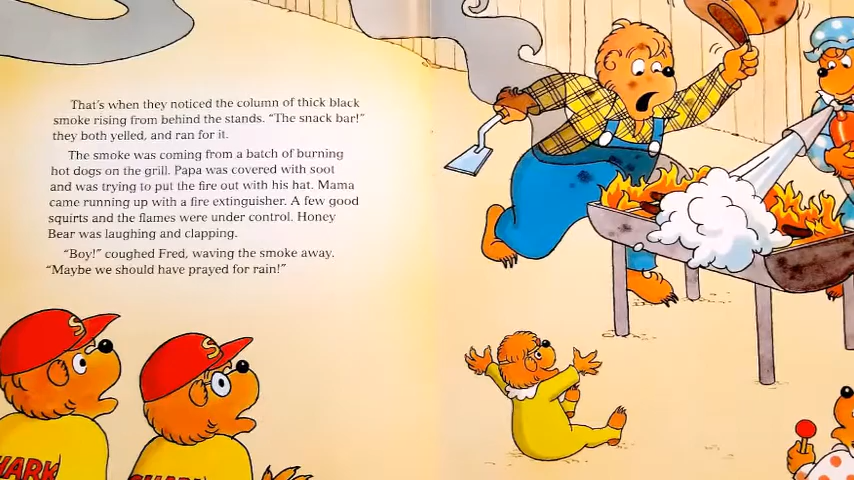 That's when they noticed the column of thick black
smoke rising from behind the stands. "The snack bar!"
they both yelled, and ran for it.
The smoke was coming from a batch of burning
hot dogs on the grill. Papa was covered with soot
and was trying to put the fire out with his hat. Mama
came running up with a fire extinguisher. A few good
squirts and the flames were under control. Honey
Bear was laughing and clapping.
"Boy!" coughed Fred, waving the smoke away.
"Maybe we should have prayed for rain!"
S
S